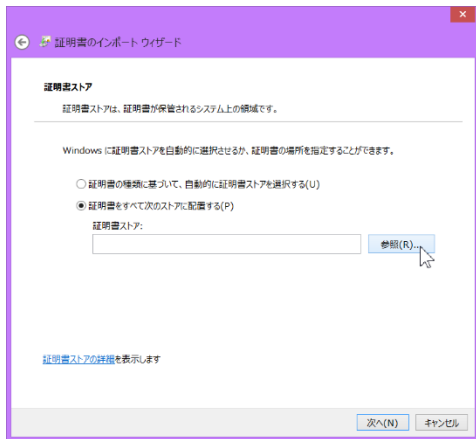 証明書のインポート ウィザード
証明書ストア
証明書ストアは、証明書が保管されるシステム上の領域です。
Windows に証明書ストアを自動的に選択させるか、証明書の場所を指定することができます。
証明書の種類に基づいて、自動的に証明書ストアを選択する(U)
証明書をすべて次のストアに配置する(P)
証明書ストア:
参照(R)...
証明書ストアの詳細を表示します
次へ(N) キャンセル